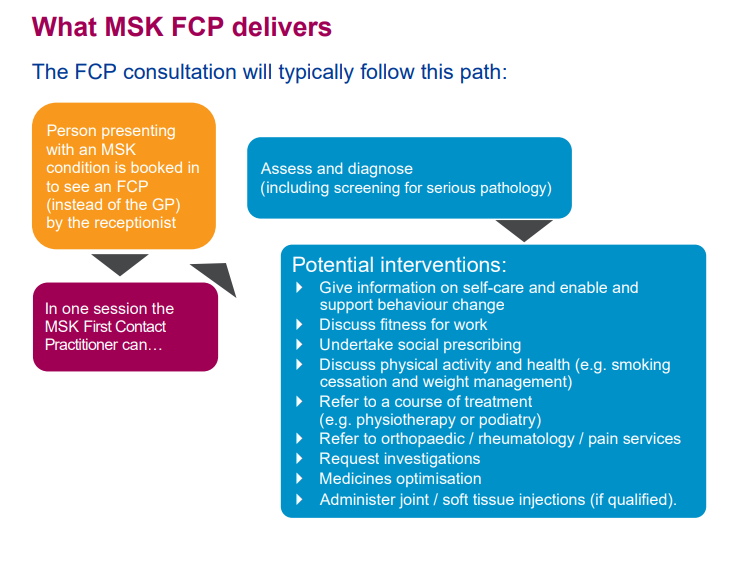 What MSK FCP delivers
The FCP consultation will typically follow this path:
Person presenting
with an MSK
condition is booked in
to see an FCP
(instead of the GP)
by the receptionist
In one session the
MSK First Contact
Practitioner can…
Assess and diagnose
(including screening for serious pathology)
Potential interventions:
Give information on self-care and enable and
support behaviour change
Discuss fitness for work
Undertake social prescribing
Discuss physical activity and health (e.g. smoking
cessation and weight management)
Refer to a course of treatment
(e.g. physiotherapy or podiatry)
Refer to orthopaedic / rheumatology / pain services
Request investigations
Medicines optimisation
Administer joint / soft tissue injections (if qualified).